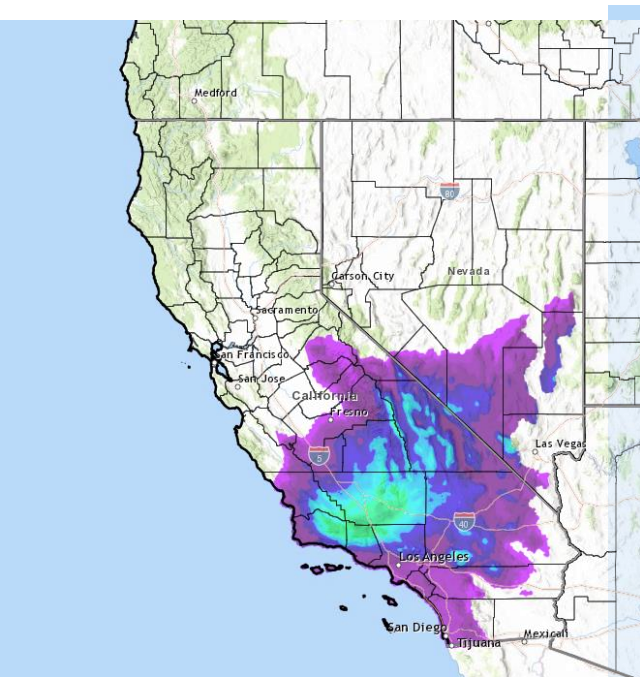 Medford
80
Carson City
Nevada
Sacramento
San Francisco
San Jose
California
Fresno
5
Las Vegas
40
Los Angeles
San Diego
Tijuana
Mexicali